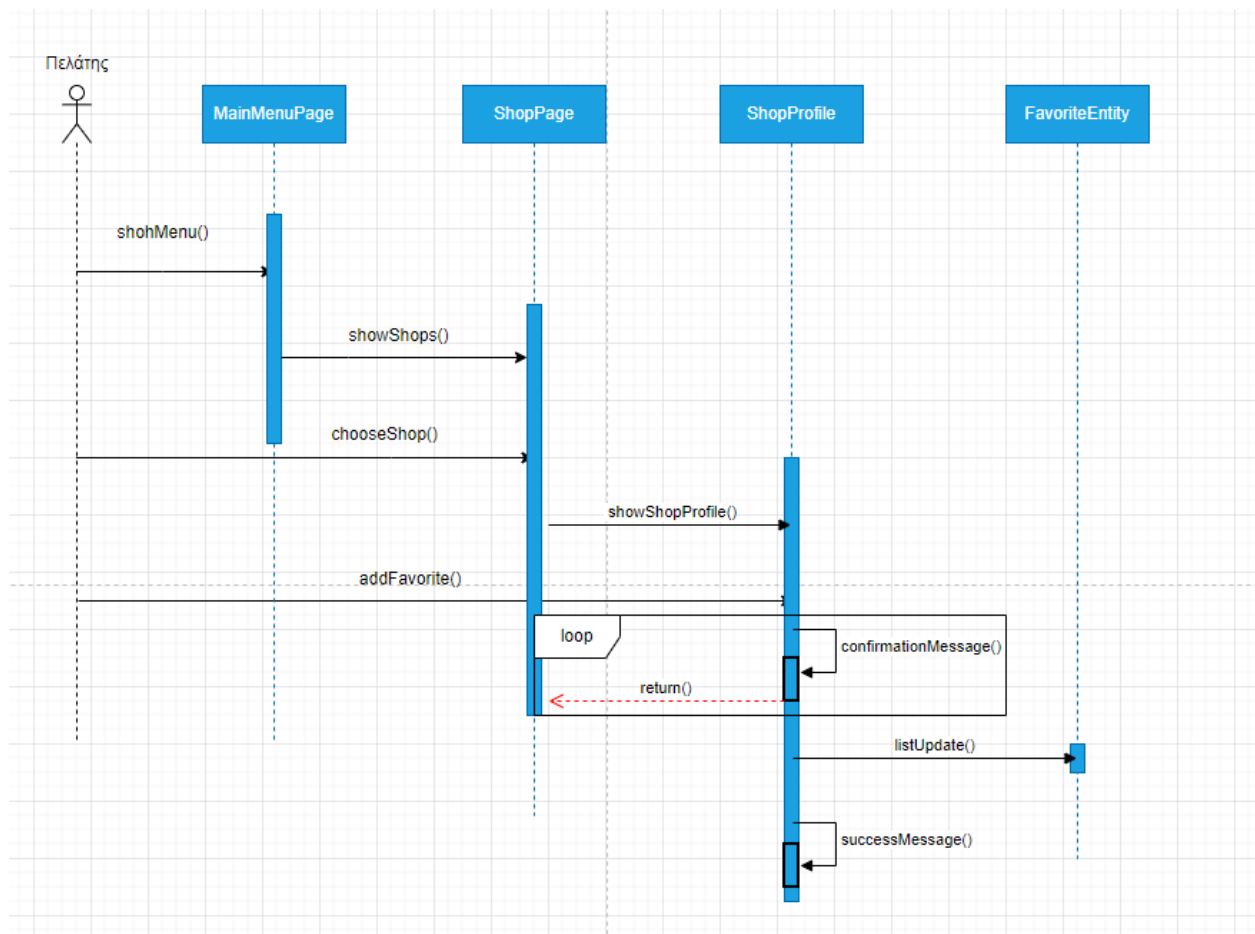 Πελάτης
MainMenuPage
ShopPage
ShopProfile
FavoriteEntity
shohMenu()
showShops()
chooseShop()
showShopProfile()
addFavorite()
loop
confirmationMessage()
return()
listUpdate()
successMessage()